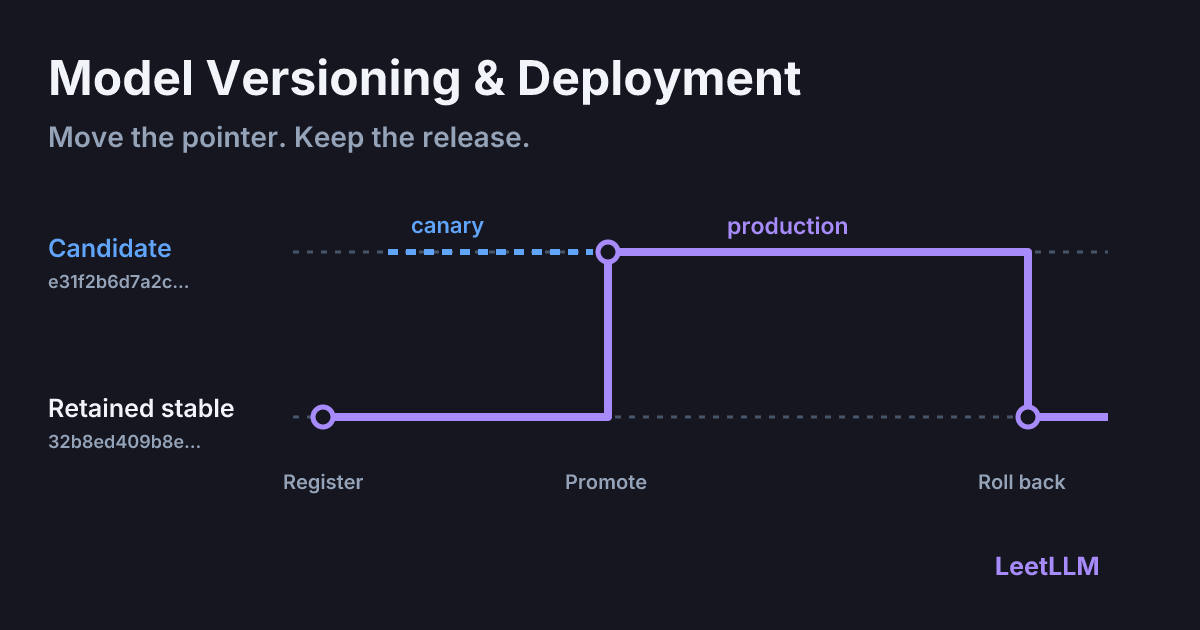 Model Versioning & Deployment
Move the pointer. Keep the release.
canary
production
Candidate
e31f2b6d7a2c...
Retained stable
32b8ed409b8e...
Register
Promote
Roll back
LeetLLM